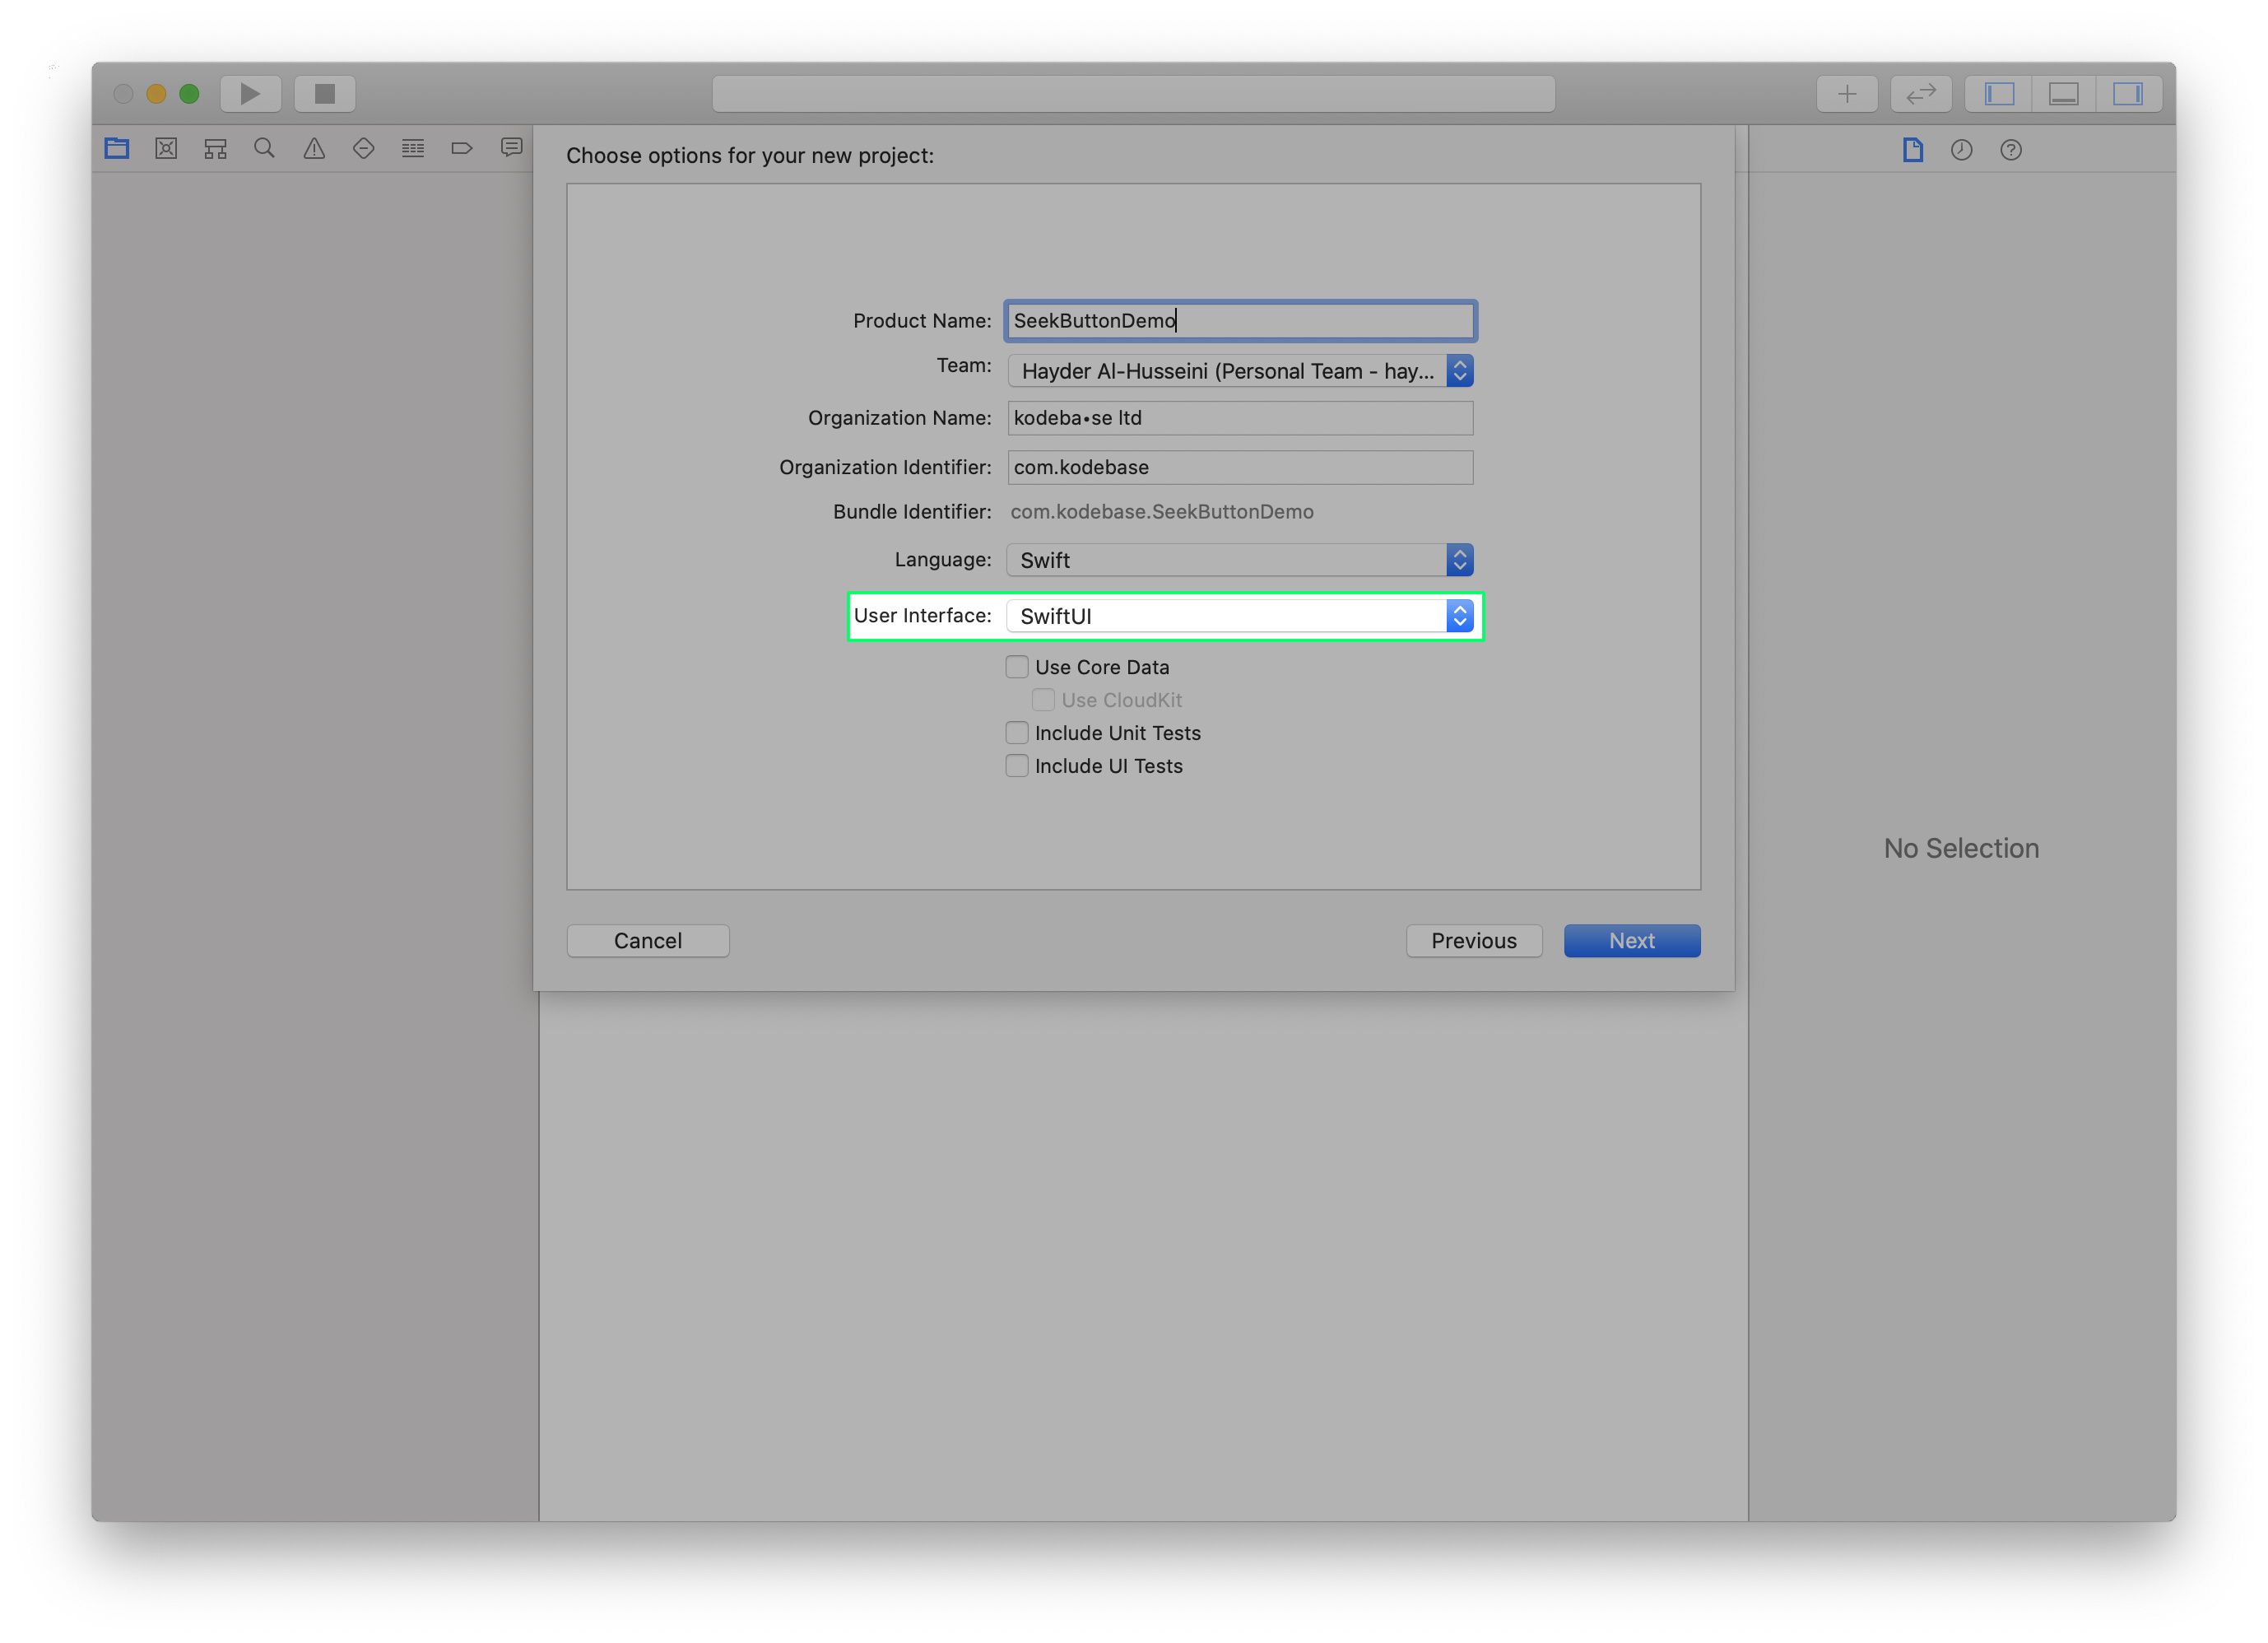 Choose options for your new project:
Product Name: SeekButtonDemo
Team: Hayder Al-Husseini (Personal Team - hay...
Organization Name: kodeba•se ltd
Organization Identifier: com.kodebase
Bundle Identifier: com.kodebase.SeekButtonDemo
Language: Swift
User Interface: SwiftUI
Use Core Data
Use CloudKit
Include Unit Tests
Include UI Tests
No Selection
Cancel Previous Next